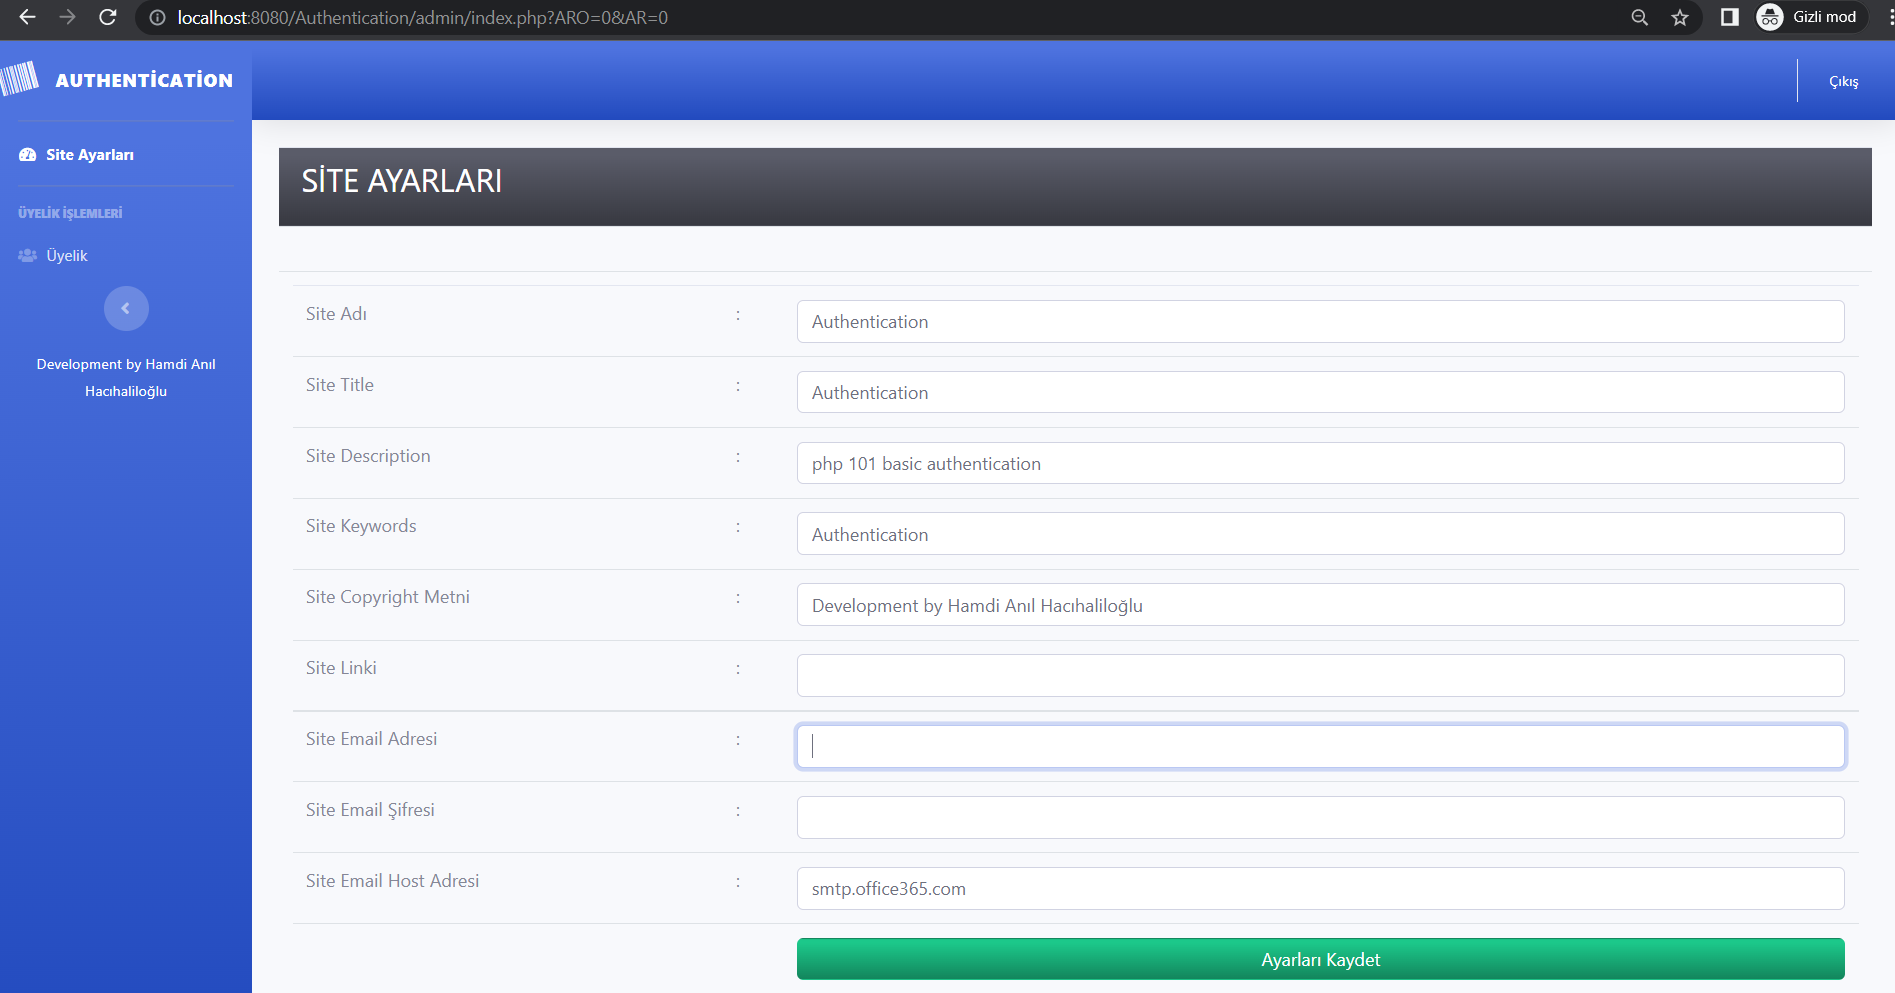 localhost:8080/Authentication/admin/index.php?ARO=0&AR=0
Gizli mod
AUTHENTİCATİON
Çıkış
Site Ayarları
ÜYELİK İŞLEMLERİ
Üyelik
Development by Hamdi Anıl
Hacıhaliloğlu
SİTE AYARLARI
Site Adı : Authentication
Site Title : Authentication
Site Description : php 101 basic authentication
Site Keywords : Authentication
Site Copyright Metni : Development by Hamdi Anıl Hacıhaliloğlu
Site Linki :
Site Email Adresi :
Site Email Şifresi :
Site Email Host Adresi : smtp.office365.com
Ayarları Kaydet